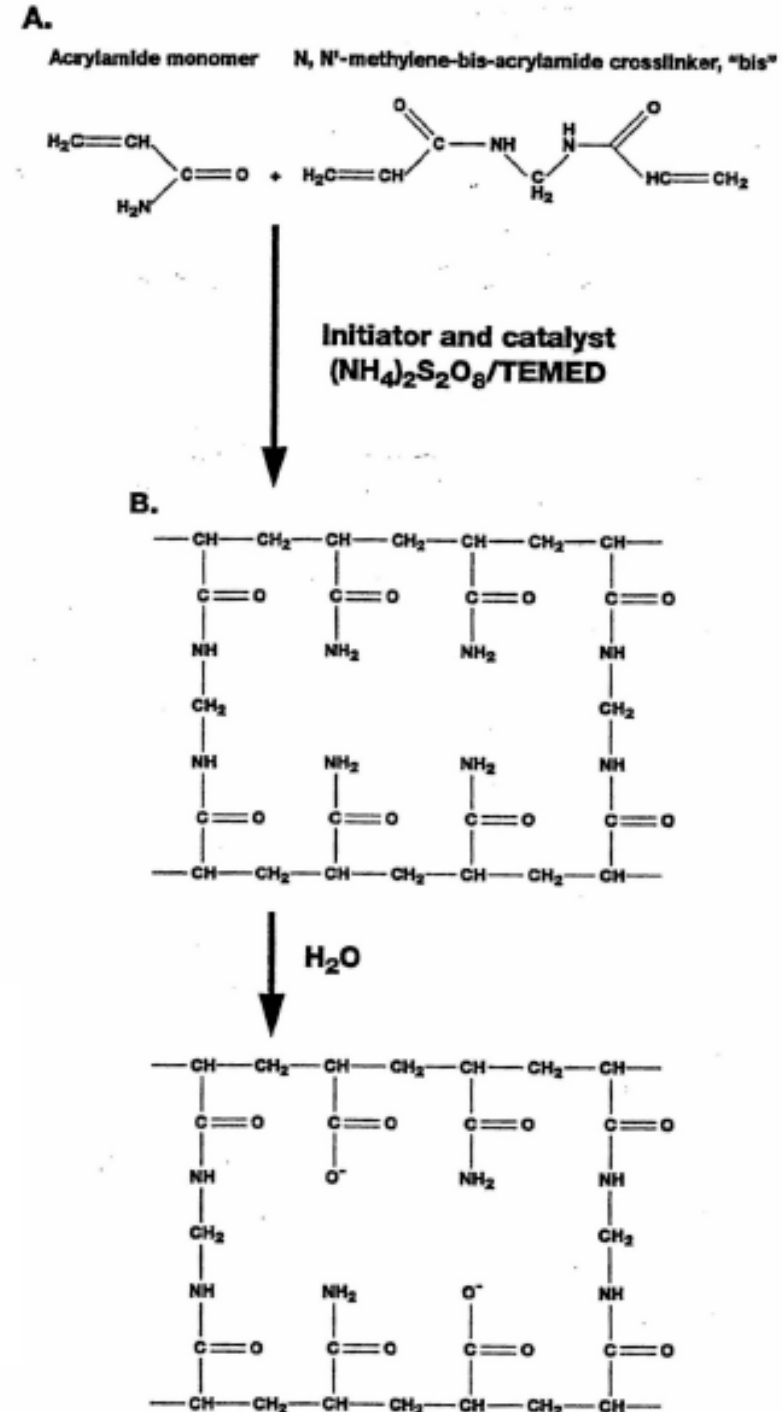 A.
Acrylamide monomer N, N'-methylene-bis-acrylamide crosslinker, "bis"
O O
H₂C CH C NH H N
C O + H₂C CH C H₂ HC CH₂
H₂N
Initiator and catalyst
(NH₄)₂S₂O₈/TEMED
B.
CH CH₂ CH CH₂ CH CH₂ CH
C O C O C O C O
NH NH₂ NH₂ NH
CH₂ CH₂
NH NH₂ NH₂ NH
C O C O C O C O
CH CH₂ CH CH₂ CH CH₂ CH
H₂O
CH CH₂ CH CH₂ CH CH₂ CH
C O C O C O C O
NH O⁻ NH₂ NH
CH₂ CH₂
NH NH₂ O⁻ NH
C O C O C O C O
CH CH₂ CH CH₂ CH CH₂ CH